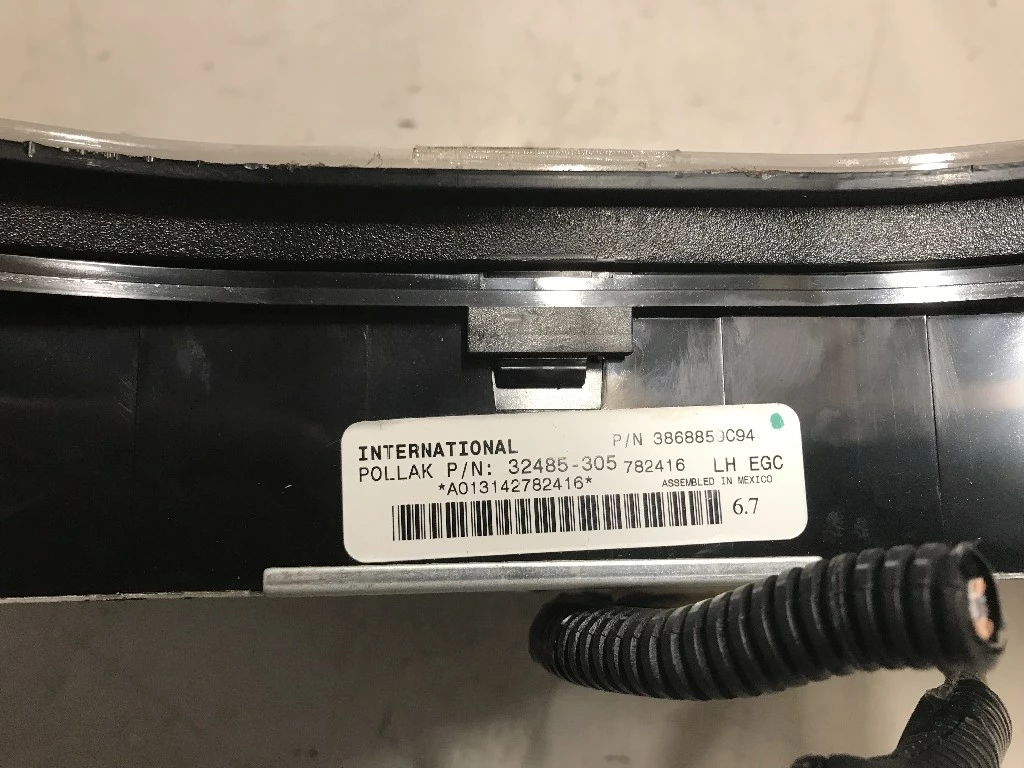 INTERNATIONAL P/N 3868859C94
POLLAK P/N: 32485-305 782416 LH EGC
*A013142782416* ASSEMBLED IN MEXICO
6.7